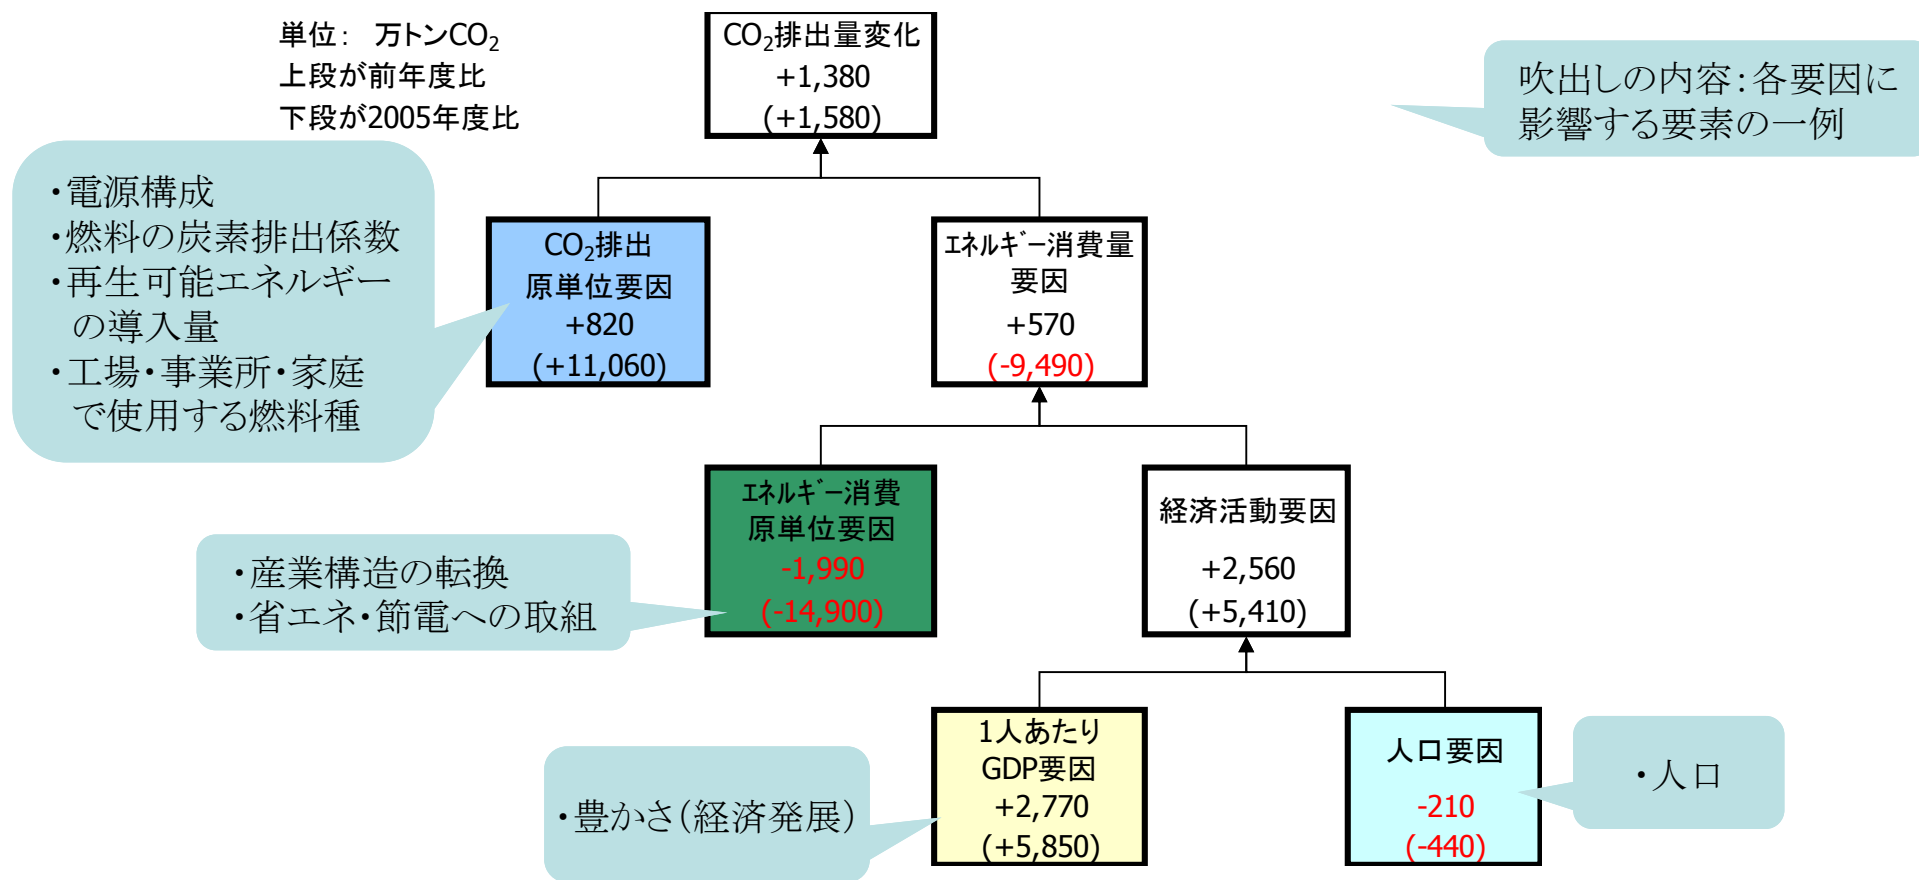 単位： 万トンCO₂
上段が前年度比
下段が2005年度比
CO₂排出量変化
+1,380
(+1,580)
吹出しの内容：各要因に
影響する要素の一例
・電源構成
・燃料の炭素排出係数
・再生可能エネルギー
の導入量
・工場・事業所・家庭
で使用する燃料種
CO₂排出
原単位要因
+820
(+11,060)
ｴﾈﾙｷﾞｰ消費量
要因
+570
(-9,490)
ｴﾈﾙｷﾞｰ消費
原単位要因
-1,990
(-14,900)
経済活動要因
+2,560
(+5,410)
・産業構造の転換
・省エネ・節電への取組
1人あたり
GDP要因
+2,770
(+5,850)
人口要因
-210
(-440)
・豊かさ（経済発展）
・人口